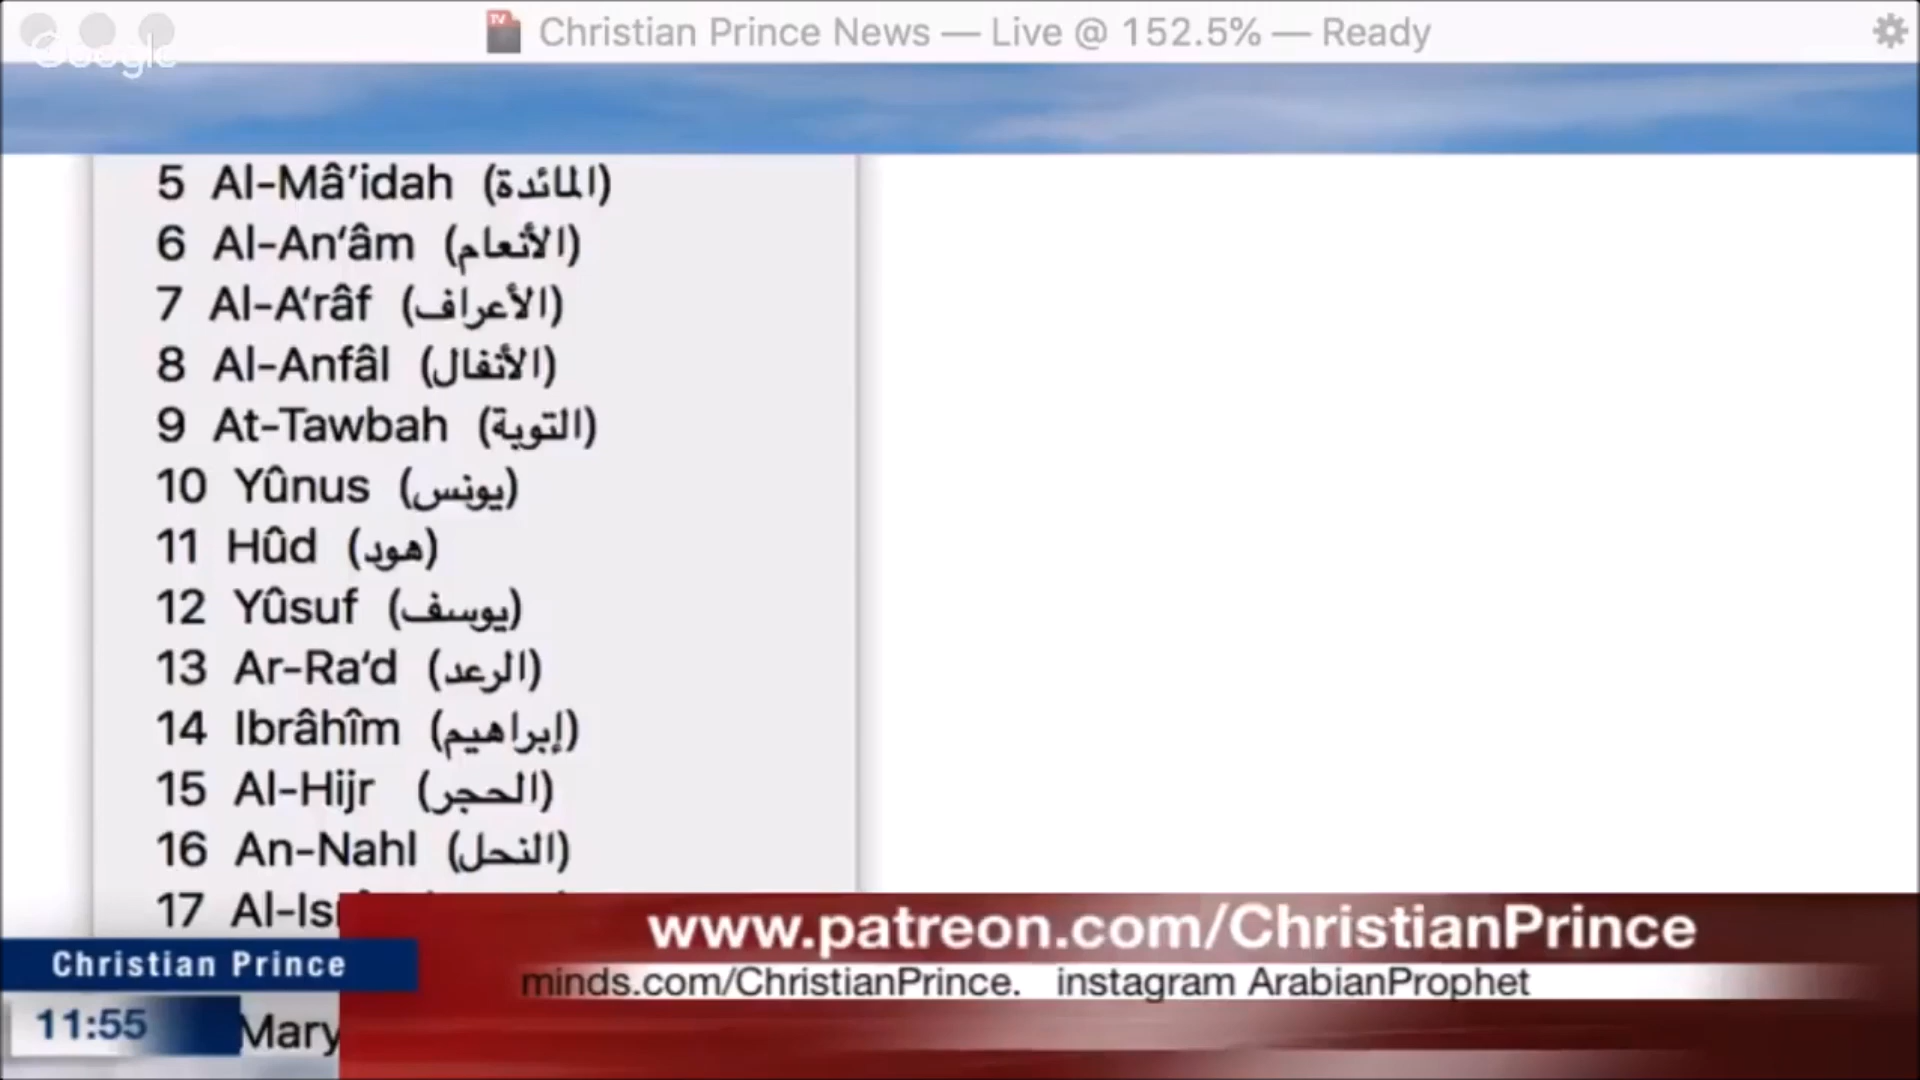 Christian Prince News — Live @ 152.5% — Ready
Google
5 Al-Mâ'idah (المائدة)
6 Al-An‘âm (الأنعام)
7 Al-A‘râf (الأعراف)
8 Al-Anfâl (الأنفال)
9 At-Tawbah (التوبة)
10 Yûnus (يونس)
11 Hûd (هود)
12 Yûsuf (يوسف)
13 Ar-Ra‘d (الرعد)
14 Ibrâhîm (إبراهيم)
15 Al-Hijr (الحجر)
16 An-Nahl (النحل)
17
www.patreon.com/ChristianPrince
Christian Prince
minds.com/ChristianPrince. instagram ArabianProphet
11:55
Mary